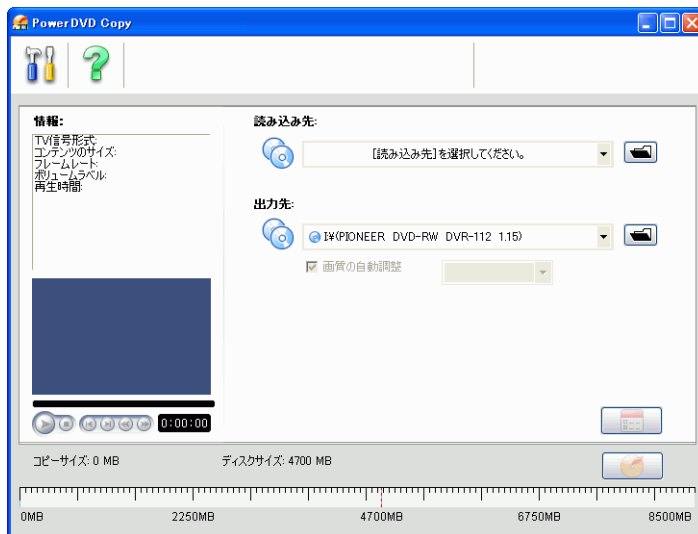 PowerDVD Copy
情報:
TV信号形式:
コンテンツのサイズ:
フレームレート:
ボリュームラベル:
再生時間:
読み込み先:
[読み込み先]を選択してください。
出力先:
I¥(PIONEER DVD-RW DVR-112 1.15)
画質の自動調整
0:00:00
コピーサイズ: 0 MB
ディスクサイズ: 4700 MB
0MB 2250MB 4700MB 6750MB 8500MB